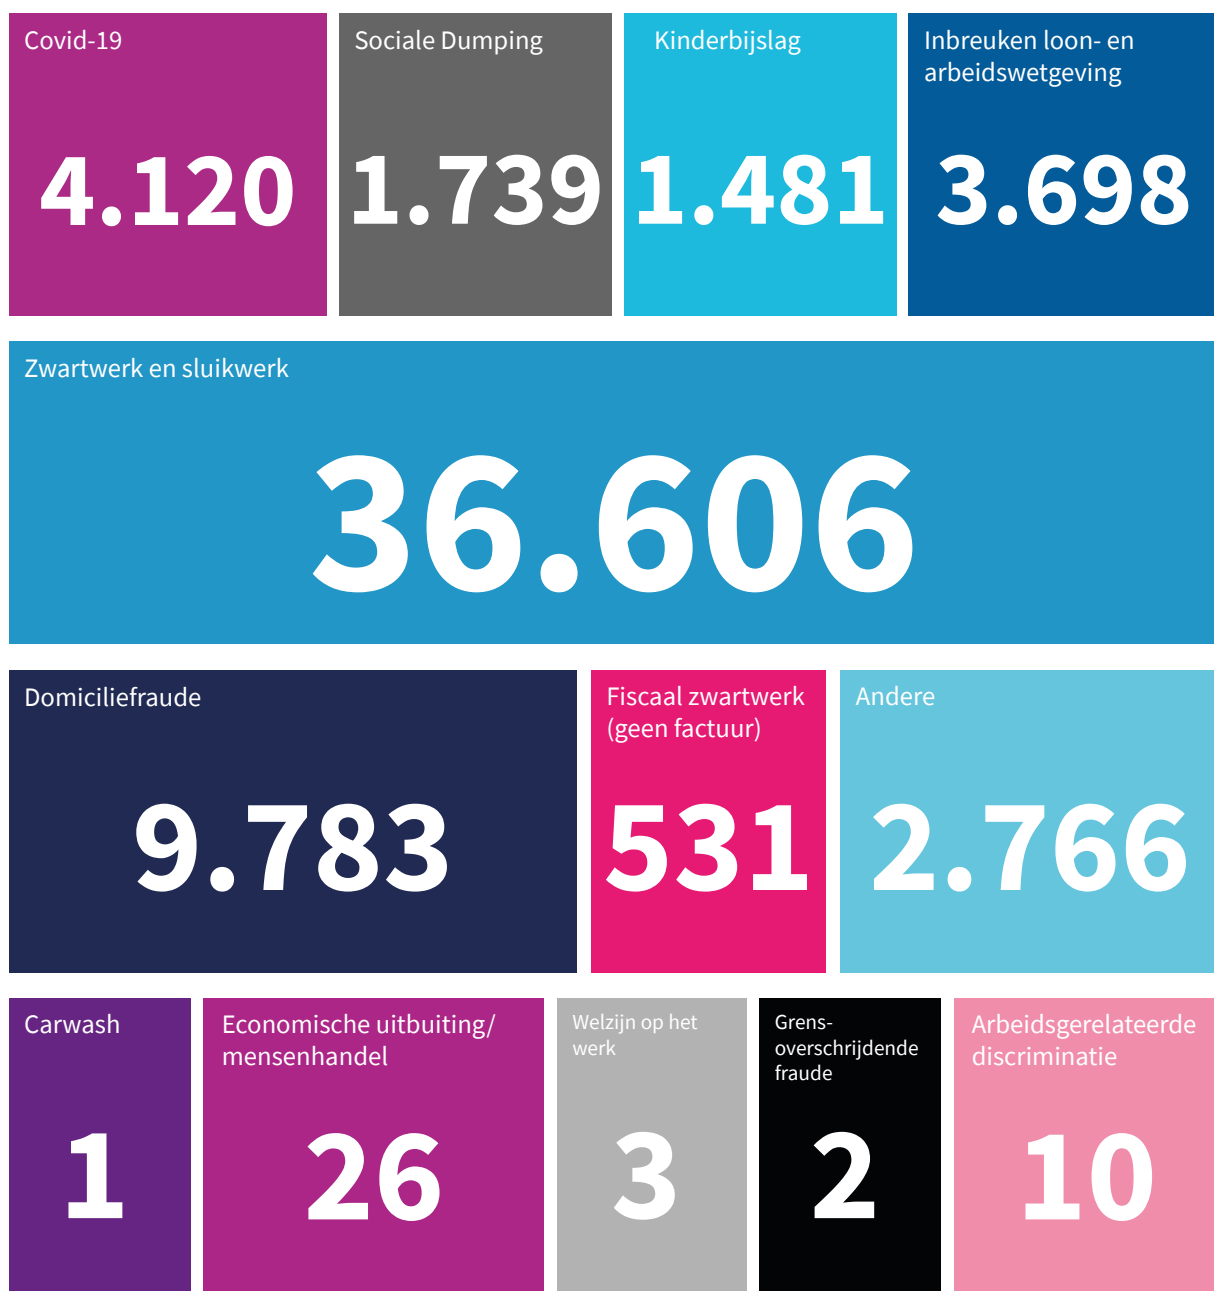 Covid-19
4.120
Sociale Dumping
1.739
Kinderbijslag
1.481
Inbreuken loon- en
arbeidswetgeving
3.698
Zwartwerk en sluikwerk
36.606
Domiciliefraude
9.783
Fiscaal zwartwerk
(geen factuur)
531
Andere
2.766
Carwash
1
Economische uitbuiting/
mensenhandel
26
Welzijn op het
werk
3
Grens-
overschrijdende
fraude
2
Arbeidsgerelateerde
discriminatie
10